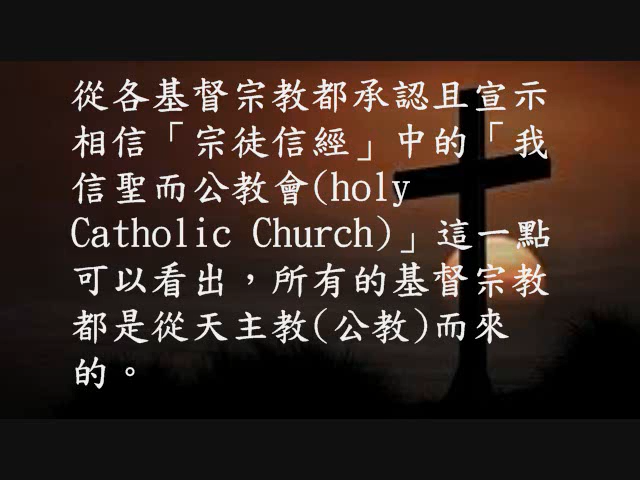 從各基督宗教都承認且宣示
相信「宗徒信經」中的「我
信聖而公教會(holy
Catholic Church)」這一點
可以看出，所有的基督宗教
都是從天主教(公教)而來
的。